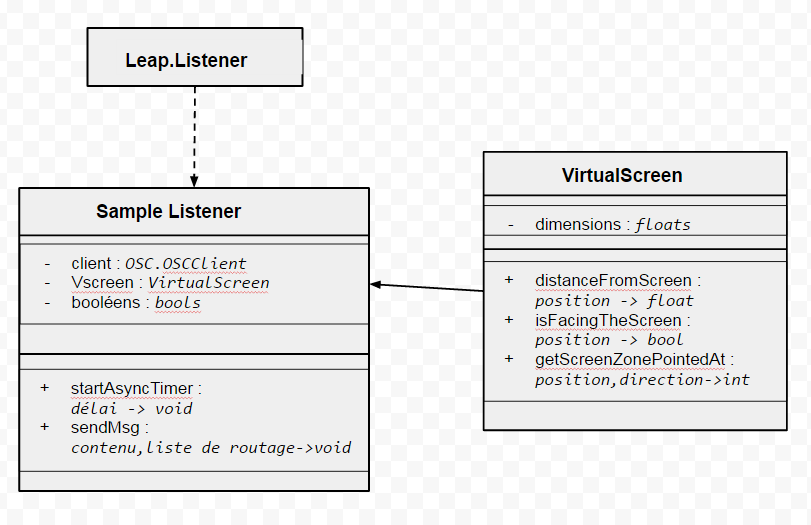 Leap.Listener
Sample Listener
- client : OSC.OSCClient
- Vscreen : VirtualScreen
- booléens : bools
+ startAsyncTimer :
délai -> void
+ sendMsg :
contenu,liste de routage->void
VirtualScreen
- dimensions : floats
+ distanceFromScreen :
position -> float
+ isFacingTheScreen :
position -> bool
+ getScreenZonePointedAt :
position,direction->int